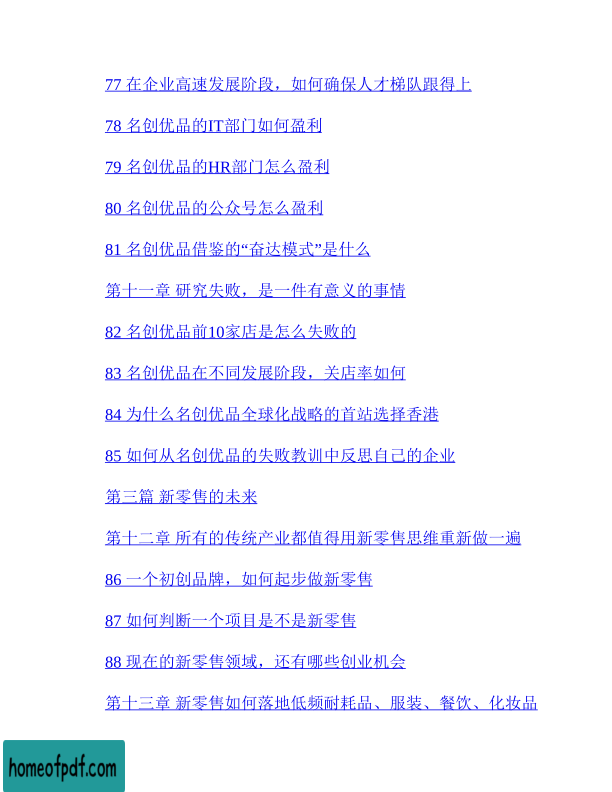 77 在企业高速发展阶段，如何确保人才梯队跟得上
78 名创优品的IT部门如何盈利
79 名创优品的HR部门怎么盈利
80 名创优品的公众号怎么盈利
81 名创优品借鉴的“奋达模式”是什么
第十一章 研究失败，是一件有意义的事情
82 名创优品前10家店是怎么失败的
83 名创优品在不同发展阶段，关店率如何
84 为什么名创优品全球化战略的首站选择香港
85 如何从名创优品的失败教训中反思自己的企业
第三篇 新零售的未来
第十二章 所有的传统产业都值得用新零售思维重新做一遍
86 一个初创品牌，如何起步做新零售
87 如何判断一个项目是不是新零售
88 现在的新零售领域，还有哪些创业机会
第十三章 新零售如何落地低频耐耗品、服装、餐饮、化妆品
homeofpdf.com